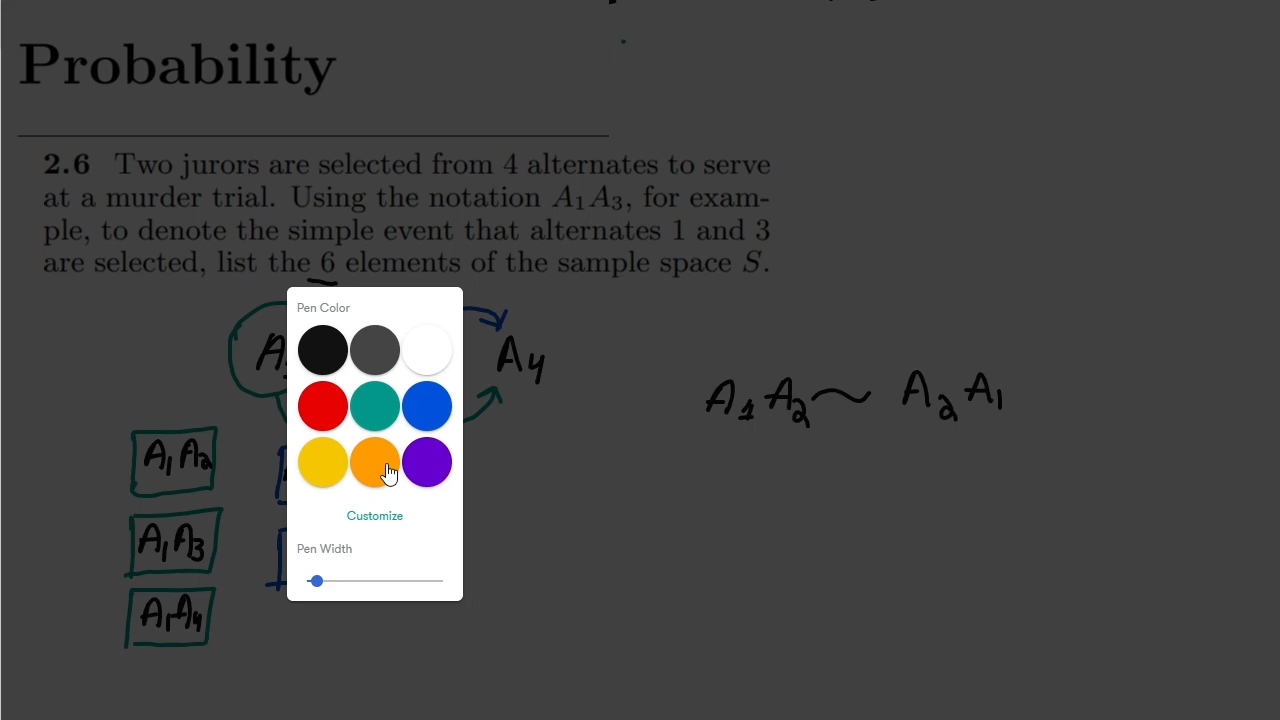 Probability
2.6 Two jurors are selected from 4 alternates to serve
at a murder trial. Using the notation A₁A₃, for exam-
ple, to denote the simple event that alternates 1 and 3
are selected, list the 6 elements of the sample space S.
Pen Color
A₄
A₁A₂ ~ A₂A₁
A₁A₂
Customize
A₁A₃
Pen Width
A₁A₄